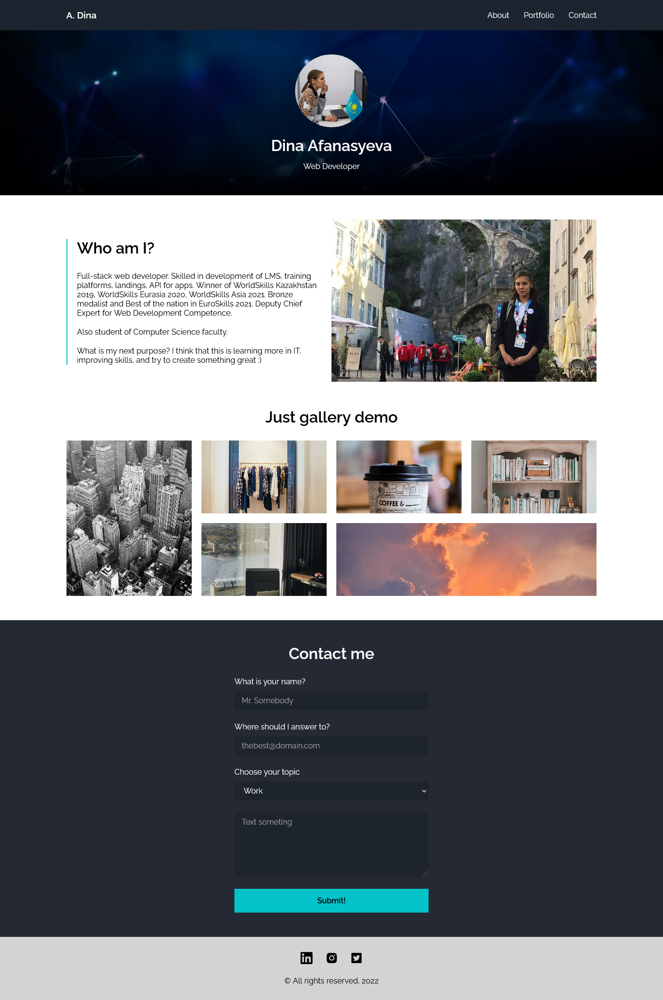 A. Dina
About Portfolio Contact
Dina Afanasyeva
Web Developer
Who am I?
Full-stack web developer. Skilled in development of LMS, training
platforms, landings, API for apps. Winner of WorldSkills Kazakhstan
2019, WorldSkills Eurasia 2020, WorldSkills Asia 2021. Bronze
medalist and Best of the nation in EuroSkills 2021. Deputy Chief
Expert for Web Development Competence.
Also student of Computer Science faculty.
What is my next purpose? I think that this is learning more in IT,
improving skills, and try to create something great :)
KLYO
Just gallery demo
COFFEE &
Contact me
What is your name?
Mr. Somebody
Where should I answer to?
thebest@domain.com
Choose your topic
Work
Text someting
Submit!
in
© All rights reserved, 2022